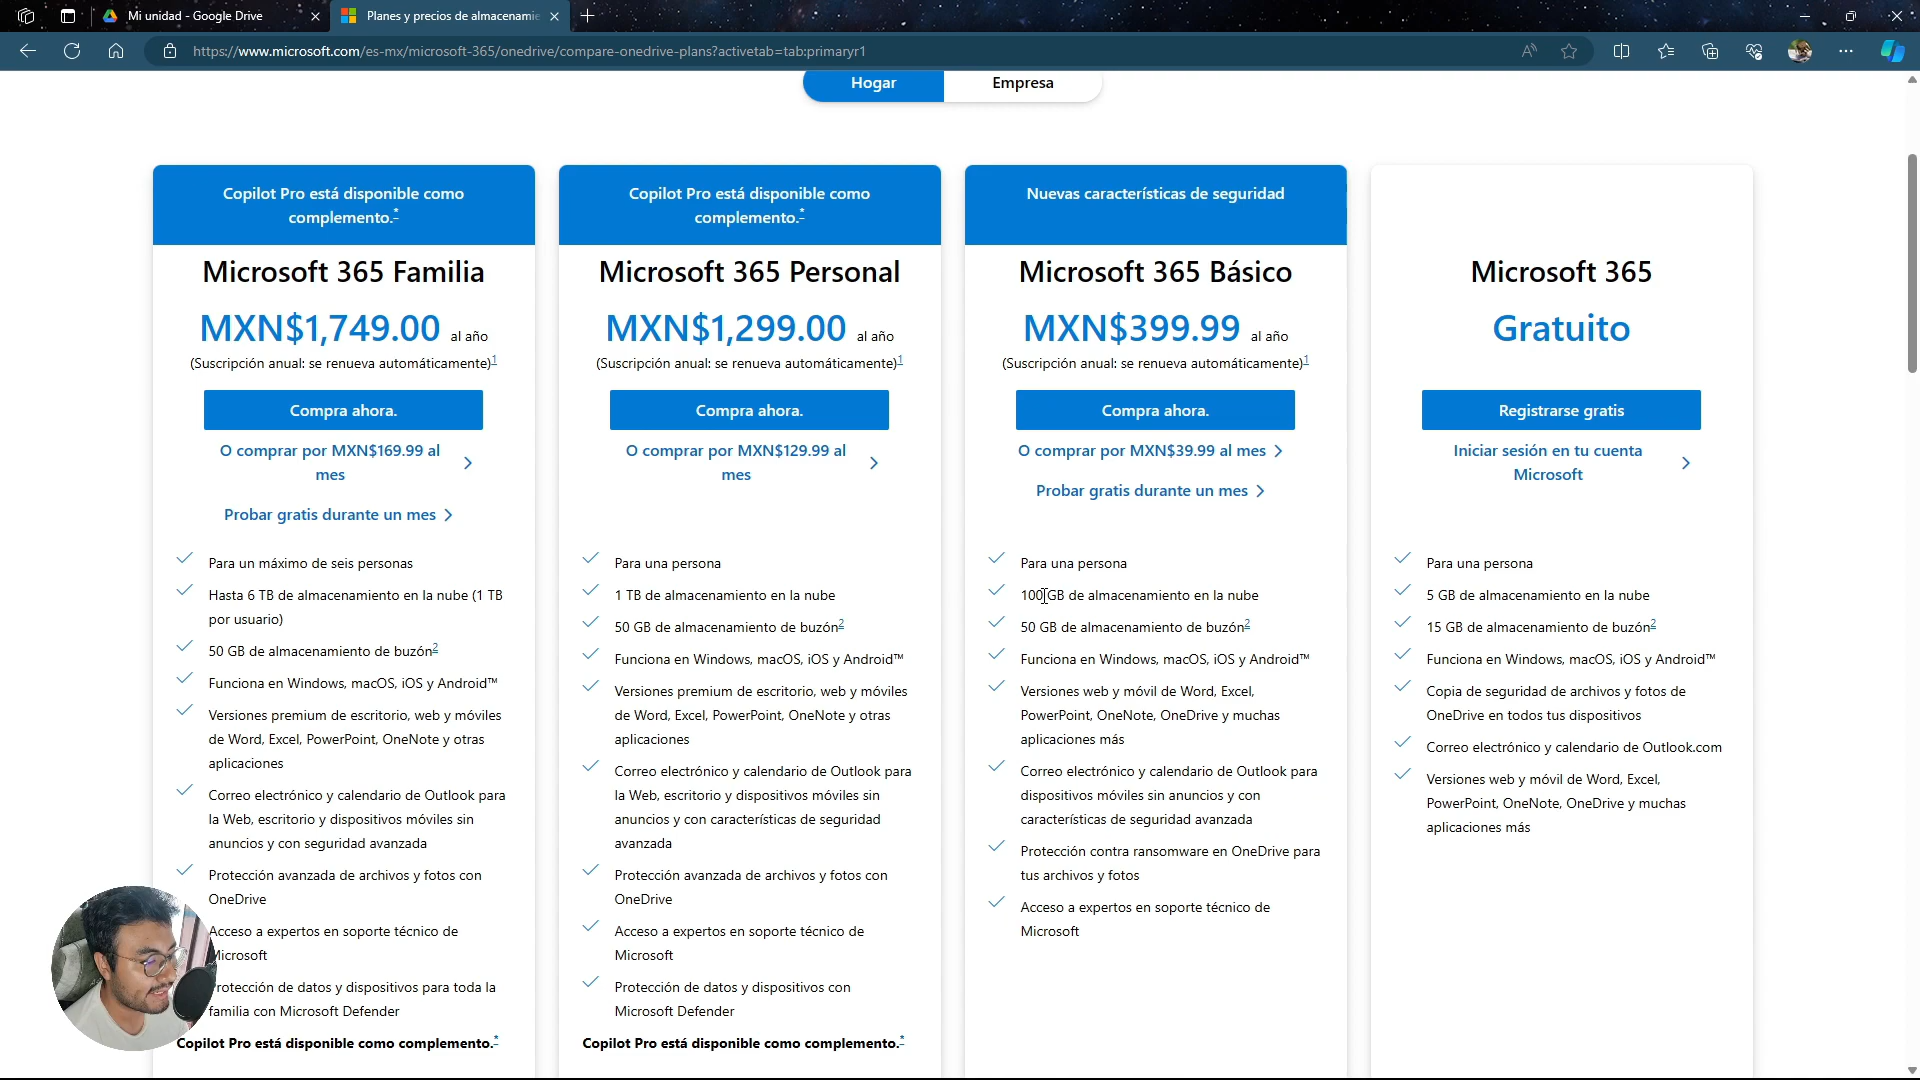 Mi unidad - Google Drive
Planes y precios de almacenamie
https://www.microsoft.com/es-mx/microsoft-365/onedrive/compare-onedrive-plans?activetab=tab:primaryr1
Hogar
Empresa
Copilot Pro está disponible como
complemento.*
Microsoft 365 Familia
MXN$1,749.00 al año
(Suscripción anual: se renueva automáticamente)1
Compra ahora.
O comprar por MXN$169.99 al
mes
Probar gratis durante un mes
Para un máximo de seis personas
Hasta 6 TB de almacenamiento en la nube (1 TB
por usuario)
50 GB de almacenamiento de buzón2
Funciona en Windows, macOS, iOS y Android™
Versiones premium de escritorio, web y móviles
de Word, Excel, PowerPoint, OneNote y otras
aplicaciones
Correo electrónico y calendario de Outlook para
la Web, escritorio y dispositivos móviles sin
anuncios y con seguridad avanzada
Protección avanzada de archivos y fotos con
OneDrive
Acceso a expertos en soporte técnico de
Microsoft
Protección de datos y dispositivos para toda la
familia con Microsoft Defender
Copilot Pro está disponible como complemento.*
Copilot Pro está disponible como
complemento.*
Microsoft 365 Personal
MXN$1,299.00 al año
(Suscripción anual: se renueva automáticamente)1
Compra ahora.
O comprar por MXN$129.99 al
mes
Para una persona
1 TB de almacenamiento en la nube
50 GB de almacenamiento de buzón2
Funciona en Windows, macOS, iOS y Android™
Versiones premium de escritorio, web y móviles
de Word, Excel, PowerPoint, OneNote y otras
aplicaciones
Correo electrónico y calendario de Outlook para
la Web, escritorio y dispositivos móviles sin
anuncios y con características de seguridad
avanzada
Protección avanzada de archivos y fotos con
OneDrive
Acceso a expertos en soporte técnico de
Microsoft
Protección de datos y dispositivos con
Microsoft Defender
Copilot Pro está disponible como complemento.*
Nuevas características de seguridad
Microsoft 365 Básico
MXN$399.99 al año
(Suscripción anual: se renueva automáticamente)1
Compra ahora.
O comprar por MXN$39.99 al mes
Probar gratis durante un mes
Para una persona
100 GB de almacenamiento en la nube
50 GB de almacenamiento de buzón2
Funciona en Windows, macOS, iOS y Android™
Versiones web y móvil de Word, Excel,
PowerPoint, OneNote, OneDrive y muchas
aplicaciones más
Correo electrónico y calendario de Outlook para
dispositivos móviles sin anuncios y con
características de seguridad avanzada
Protección contra ransomware en OneDrive para
tus archivos y fotos
Acceso a expertos en soporte técnico de
Microsoft
Microsoft 365
Gratuito
Registrarse gratis
Iniciar sesión en tu cuenta
Microsoft
Para una persona
5 GB de almacenamiento en la nube
15 GB de almacenamiento de buzón2
Funciona en Windows, macOS, iOS y Android™
Copia de seguridad de archivos y fotos de
OneDrive en todos tus dispositivos
Correo electrónico y calendario de Outlook.com
Versiones web y móvil de Word, Excel,
PowerPoint, OneNote, OneDrive y muchas
aplicaciones más